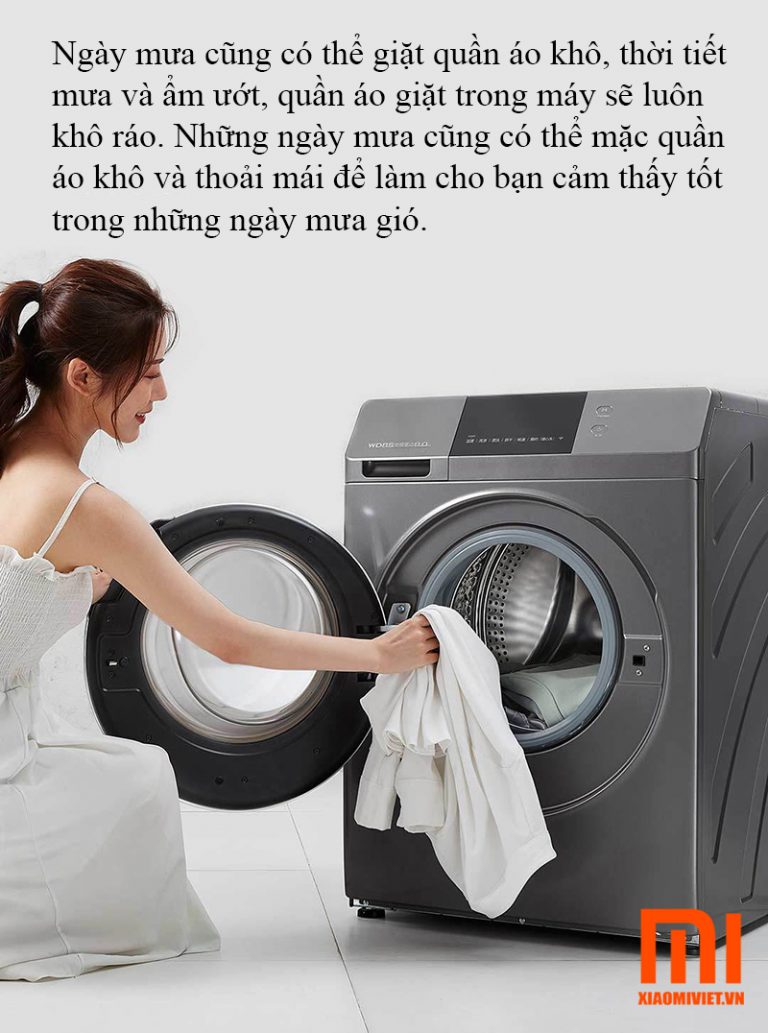 Ngày mưa cũng có thể giặt quần áo khô, thời tiết
mưa và ẩm ướt, quần áo giặt trong máy sẽ luôn
khô ráo. Những ngày mưa cũng có thể mặc quần
áo khô và thoải mái để làm cho bạn cảm thấy tốt
trong những ngày mưa gió.
XIAOMIVIET.VN